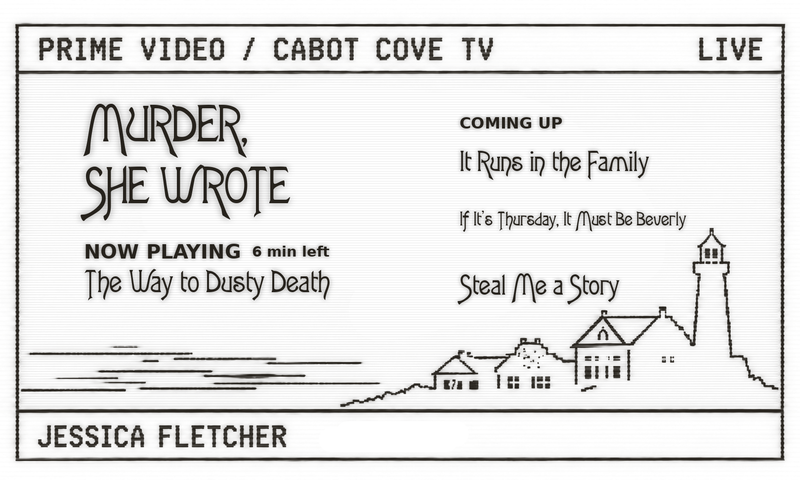 PRIME VIDEO / CABOT COVE TV
LIVE
MURDER,
SHE WROTE
NOW PLAYING 6 min left
The Way to Dusty Death
COMING UP
It Runs in the Family
If It's Thursday, It Must Be Beverly
Steal Me a Story
JESSICA FLETCHER